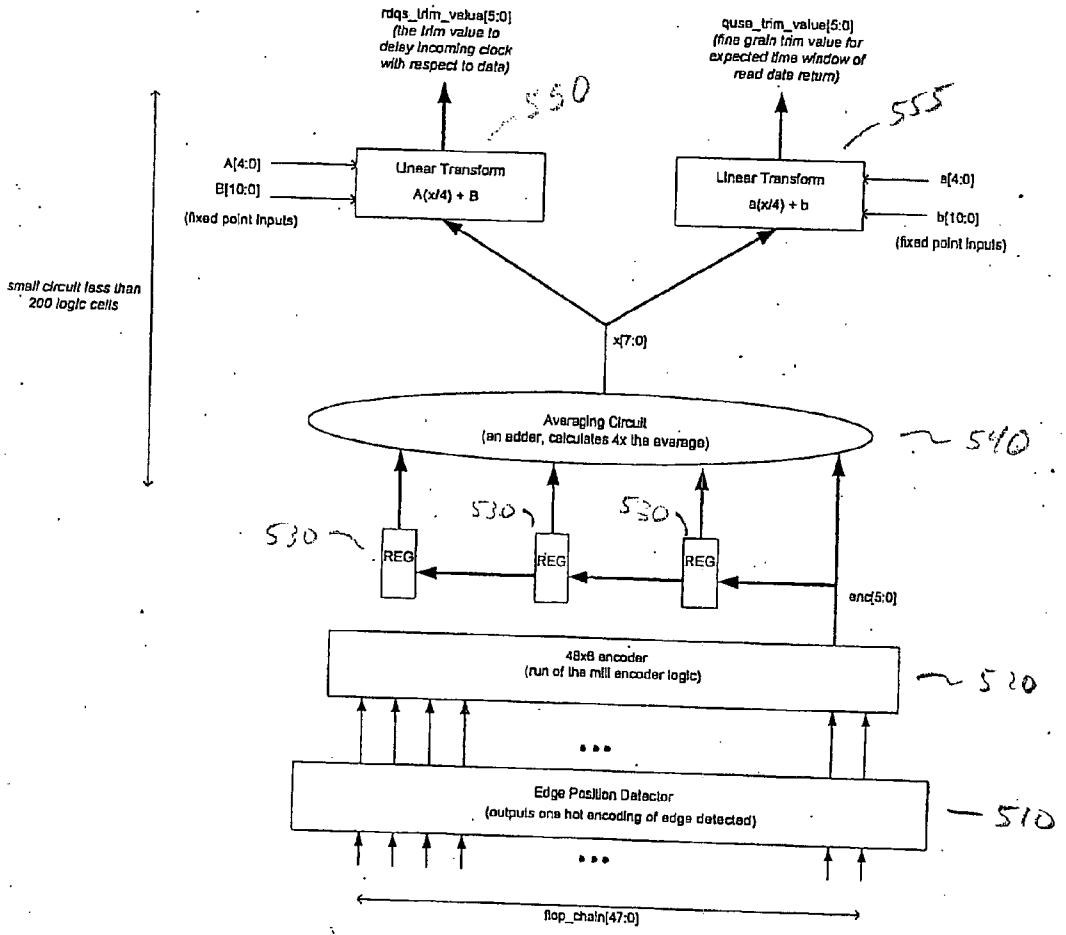 rdqs_trim_value[5:0]
(the trim value to
delay incoming clock
with respect to data)
quse_trim_value[5:0]
(fine grain trim value for
expected time window of
read data return)
550
555
A[4:0]
B[10:0]
(fixed point inputs)
Linear Transform
A(x/4) + B
Linear Transform
a(x/4) + b
a[4:0]
b[10:0]
(fixed point inputs)
small circuit less than
200 logic cells
x[7:0]
Averaging Circuit
(an adder, calculates 4x the average)
540
530
530
530
REG
REG
REG
enc[5:0]
48x6 encoder
(run of the mill encoder logic)
520
...
Edge Position Detector
(outputs one hot encoding of edge detected)
510
...
flop_chain[47:0]